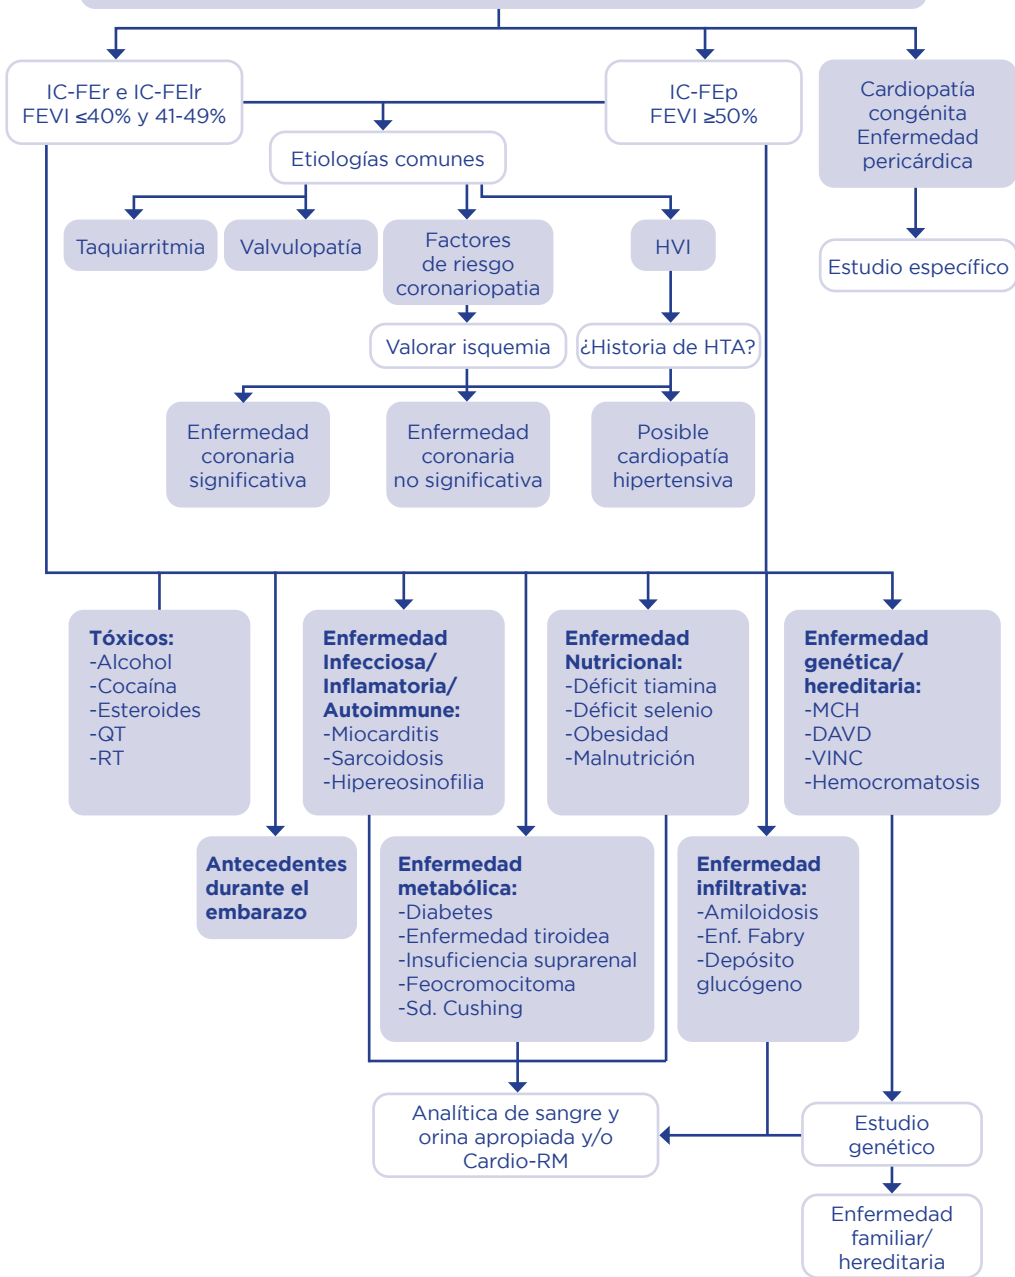 IC-FEr e IC-FElr
FEVI ≤40% y 41-49%
IC-FEp
FEVI ≥50%
Cardiopatía
congénita
Enfermedad
pericárdica
Etiologías comunes
Taquiarritmia
Valvulopatía
Factores
de riesgo
coronariopatia
HVI
Estudio específico
Valorar isquemia
¿Historia de HTA?
Enfermedad
coronaria
significativa
Enfermedad
coronaria
no significativa
Posible
cardiopatía
hipertensiva
Tóxicos:
-Alcohol
-Cocaína
-Esteroides
-QT
-RT
Enfermedad
Infecciosa/
Inflamatoria/
Autoimmune:
-Miocarditis
-Sarcoidosis
-Hipereosinofilia
Enfermedad
Nutricional:
-Déficit tiamina
-Déficit selenio
-Obesidad
-Malnutrición
Enfermedad
genética/
hereditaria:
-MCH
-DAVD
-VINC
-Hemocromatosis
Antecedentes
durante el
embarazo
Enfermedad
metabólica:
-Diabetes
-Enfermedad tiroidea
-Insuficiencia suprarenal
-Feocromocitoma
-Sd. Cushing
Enfermedad
infiltrativa:
-Amiloidosis
-Enf. Fabry
-Depósito
glucógeno
Analítica de sangre y
orina apropiada y/o
Cardio-RM
Estudio
genético
Enfermedad
familiar/
hereditaria